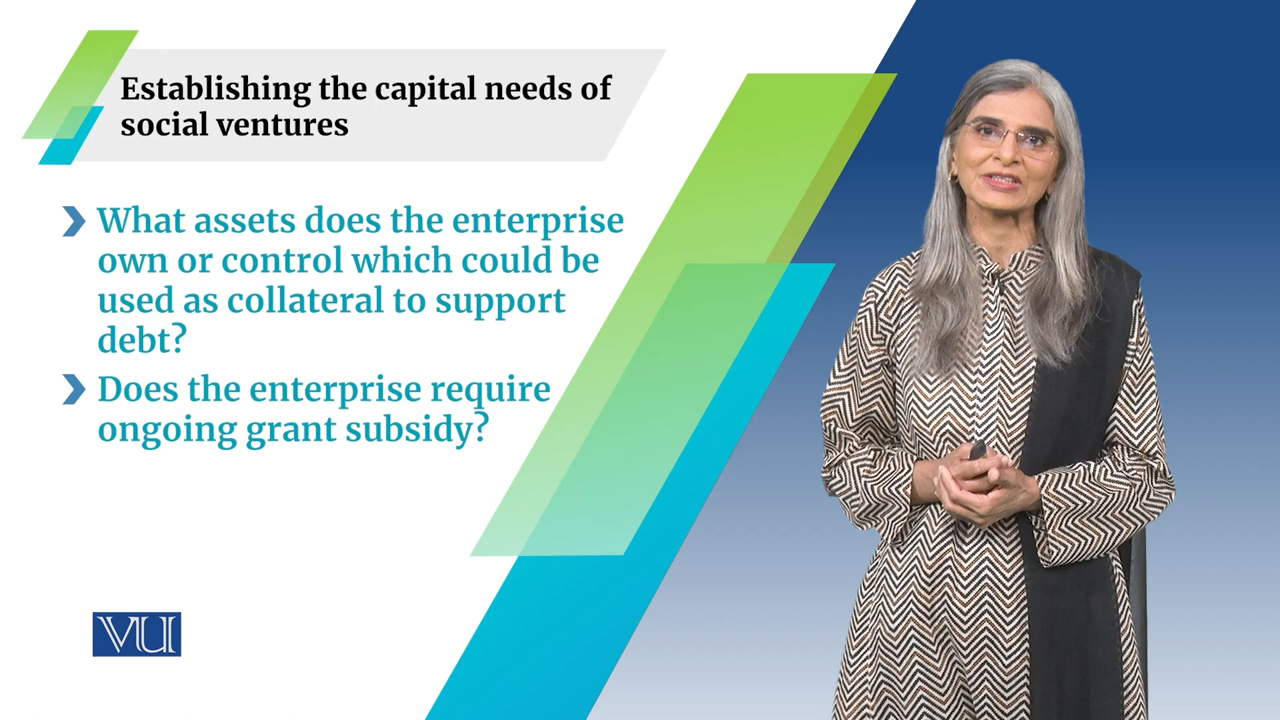 Establishing the capital needs of
social ventures
What assets does the enterprise
own or control which could be
used as collateral to support
debt?
Does the enterprise require
ongoing grant subsidy?
VU